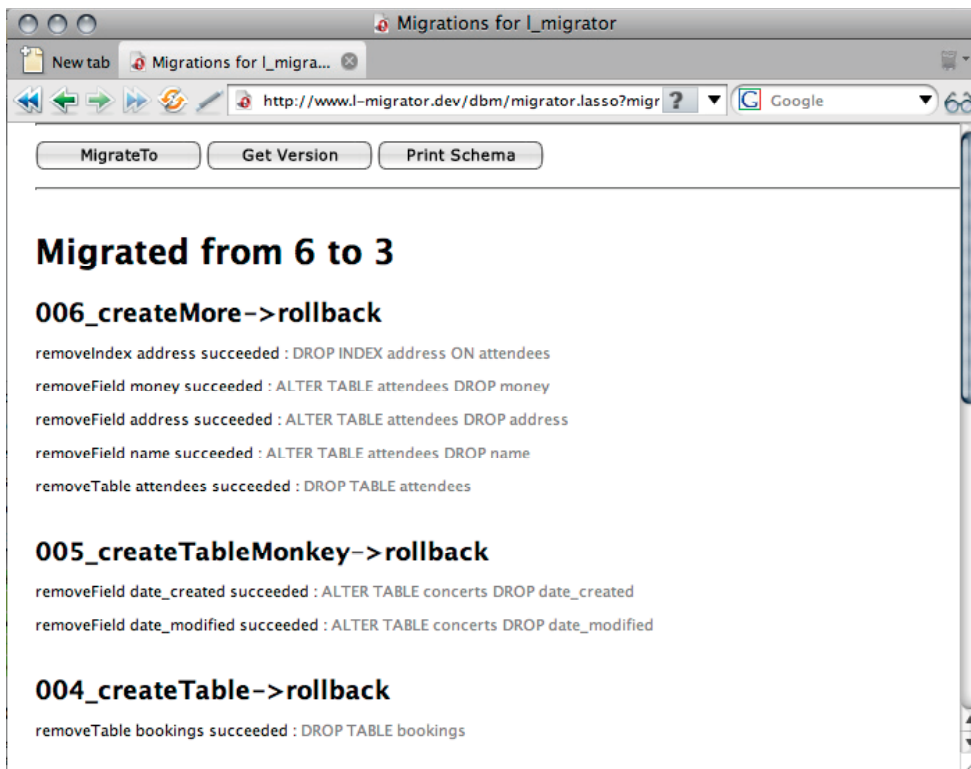 Migrations for l_migrator
New tab
Migrations for l_migra...
http://www.l-migrator.dev/dbm/migrator.lasso?migr
?
G Google
MigrateTo
Get Version
Print Schema
Migrated from 6 to 3
006_createMore->rollback
removeIndex address succeeded : DROP INDEX address ON attendees
removeField money succeeded : ALTER TABLE attendees DROP money
removeField address succeeded : ALTER TABLE attendees DROP address
removeField name succeeded : ALTER TABLE attendees DROP name
removeTable attendees succeeded : DROP TABLE attendees
005_createTableMonkey->rollback
removeField date_created succeeded : ALTER TABLE concerts DROP date_created
removeField date_modified succeeded : ALTER TABLE concerts DROP date_modified
004_createTable->rollback
removeTable bookings succeeded : DROP TABLE bookings